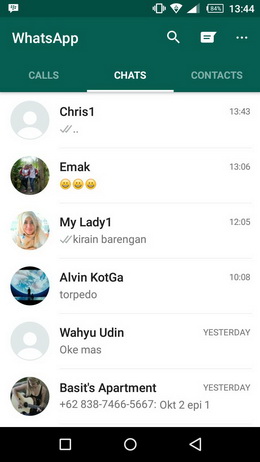 84% 13:44
WhatsApp
CALLS CHATS CONTACTS
Chris1 13:43
..
Emak 13:06
😀😀😀
My Lady1 12:05
kirain barengan
Alvin KotGa 10:08
torpedo
Wahyu Udin YESTERDAY
Oke mas
Basit's Apartment YESTERDAY
+62 838-7466-5667: Okt 2 epi 1